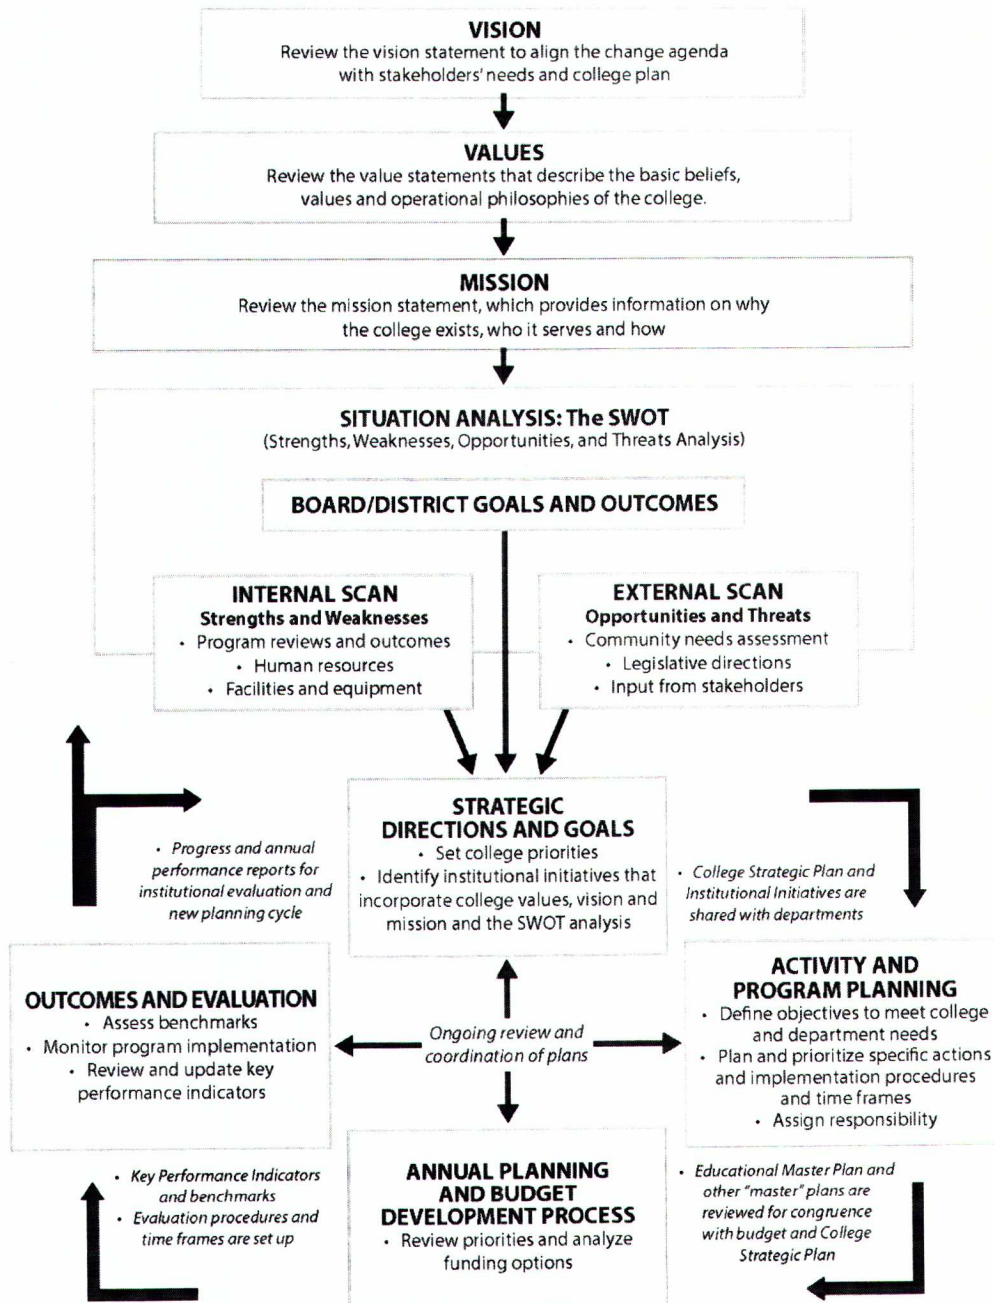 VISION
Review the vision statement to align the change agenda
with stakeholders' needs and college plan
VALUES
Review the value statements that describe the basic beliefs,
values and operational philosophies of the college.
MISSION
Review the mission statement, which provides information on why
the college exists, who it serves and how
SITUATION ANALYSIS: The SWOT
(Strengths, Weaknesses, Opportunities, and Threats Analysis)
BOARD/DISTRICT GOALS AND OUTCOMES
INTERNAL SCAN
Strengths and Weaknesses
• Program reviews and outcomes
• Human resources
• Facilities and equipment
EXTERNAL SCAN
Opportunities and Threats
• Community needs assessment
• Legislative directions
• Input from stakeholders
STRATEGIC
DIRECTIONS AND GOALS
• Set college priorities
• Identify institutional initiatives that
incorporate college values, vision and
mission and the SWOT analysis
• Progress and annual
performance reports for
institutional evaluation and
new planning cycle
• College Strategic Plan and
Institutional Initiatives are
shared with departments
OUTCOMES AND EVALUATION
• Assess benchmarks
• Monitor program implementation
• Review and update key
performance indicators
Ongoing review and
coordination of plans
ACTIVITY AND
PROGRAM PLANNING
• Define objectives to meet college
and department needs
• Plan and prioritize specific actions
and implementation procedures
and time frames
• Assign responsibility
• Key Performance Indicators
and benchmarks
• Evaluation procedures and
time frames are set up
ANNUAL PLANNING
AND BUDGET
DEVELOPMENT PROCESS
• Review priorities and analyze
funding options
• Educational Master Plan and
other "master" plans are
reviewed for congruence
with budget and College
Strategic Plan